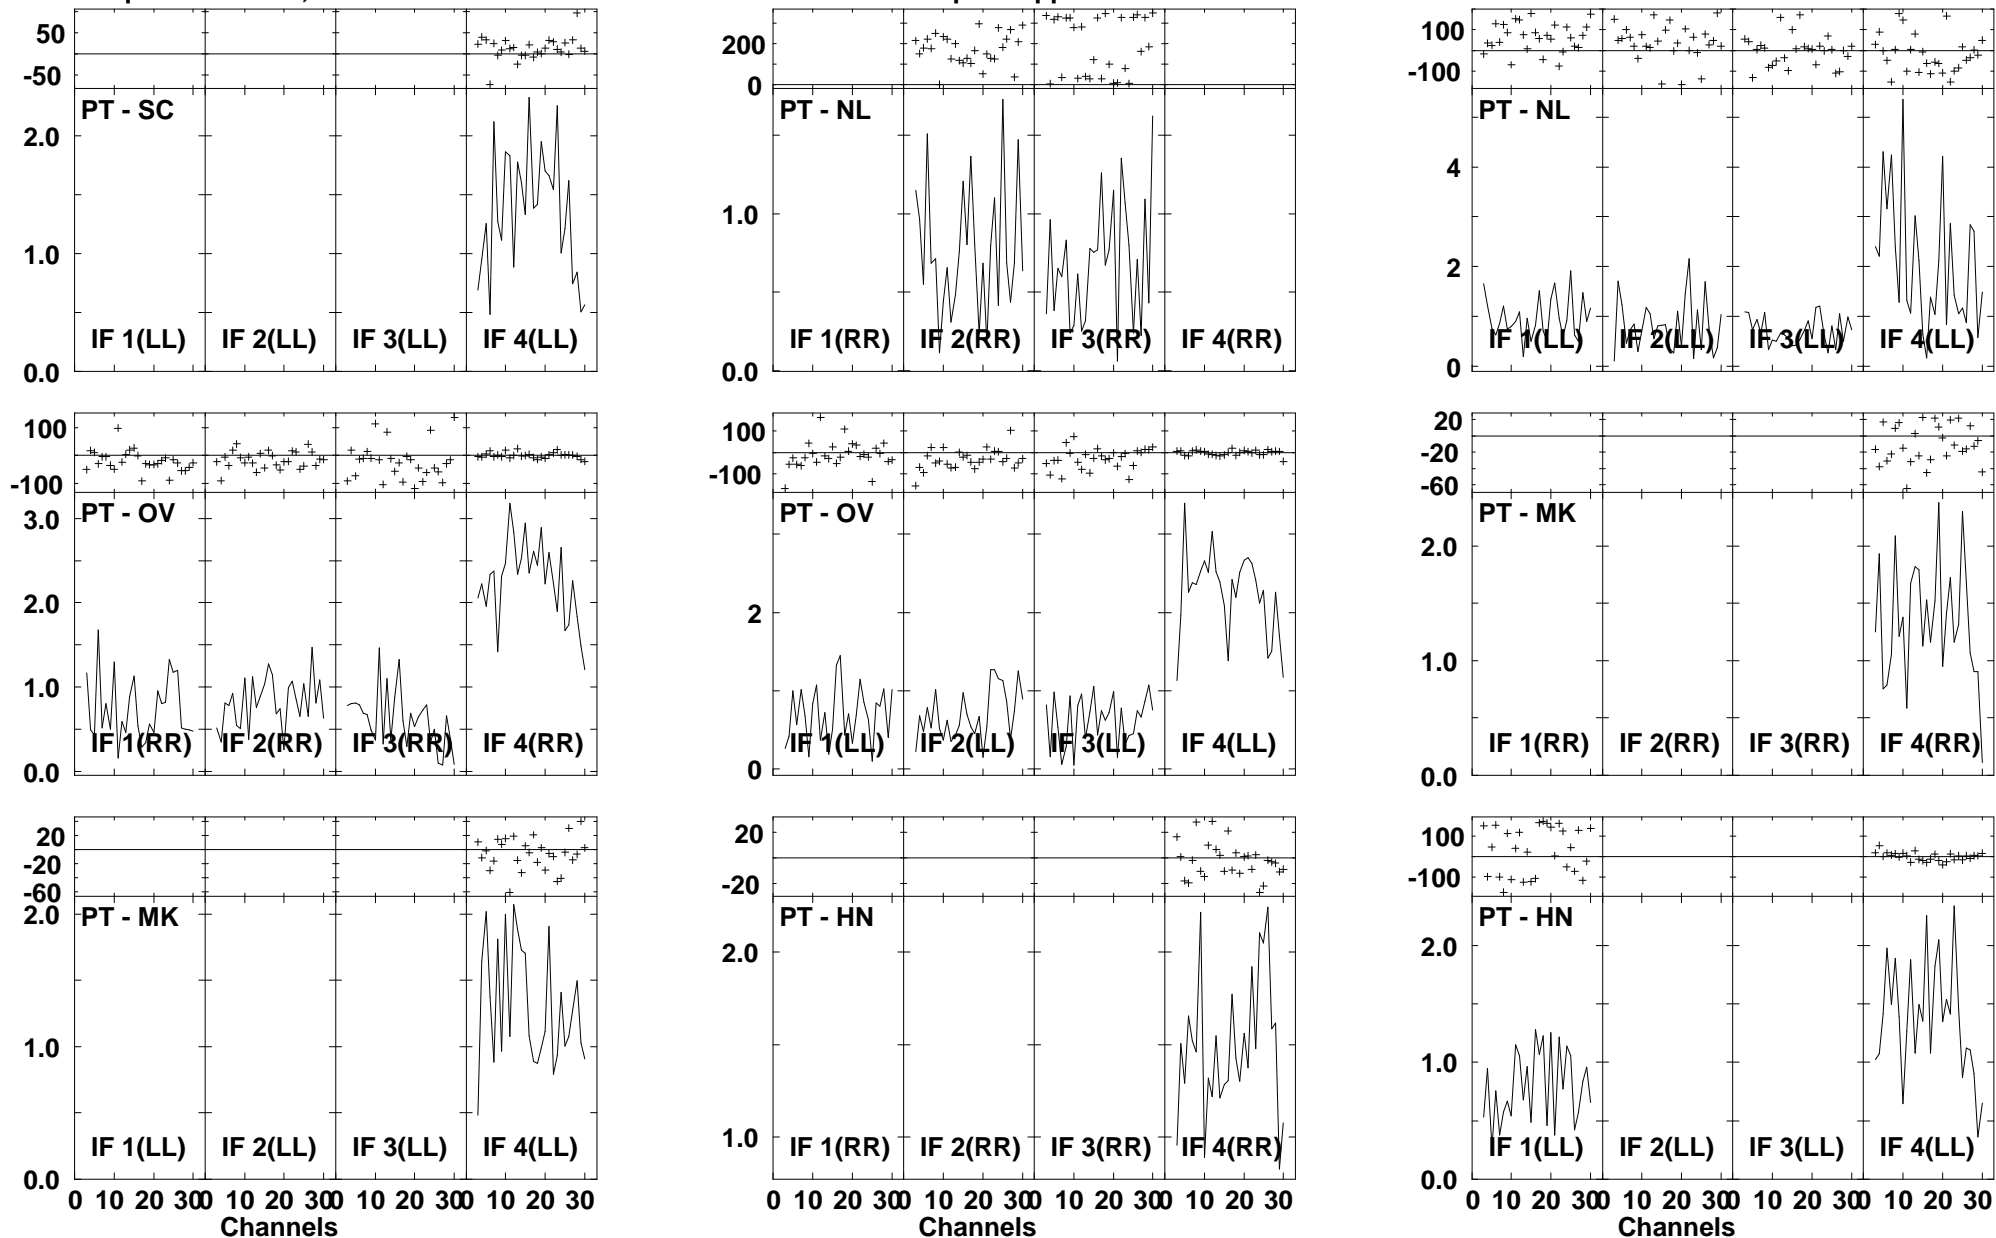 50
-50
PT - SC
2.0
1.0
0.0
IF 1(LL) IF 2(LL) IF 3(LL) IF 4(LL)
200
0
PT - NL
1.0
0.0
IF 1(RR) IF 2(RR) IF 3(RR) IF 4(RR)
100
-100
PT - NL
4
2
0
IF 1(LL) IF 2(LL) IF 3(LL) IF 4(LL)
100
-100
PT - OV
3.0
2.0
1.0
0.0
IF 1(RR) IF 2(RR) IF 3(RR) IF 4(RR)
100
-100
PT - OV
2
0
IF 1(LL) IF 2(LL) IF 3(LL) IF 4(LL)
20
-20
-60
PT - MK
2.0
1.0
0.0
IF 1(RR) IF 2(RR) IF 3(RR) IF 4(RR)
20
-20
-60
PT - MK
2.0
1.0
0.0
IF 1(LL) IF 2(LL) IF 3(LL) IF 4(LL)
0 10 20 30 0 10 20 30 0 10 20 30 0 10 20 30
Channels
20
-20
PT - HN
2.0
1.0
IF 1(RR) IF 2(RR) IF 3(RR) IF 4(RR)
0 10 20 30 0 10 20 30 0 10 20 30 0 10 20 30
Channels
100
-100
PT - HN
2.0
1.0
0.0
IF 1(LL) IF 2(LL) IF 3(LL) IF 4(LL)
0 10 20 30 0 10 20 30 0 10 20 30 0 10 20 30
Channels